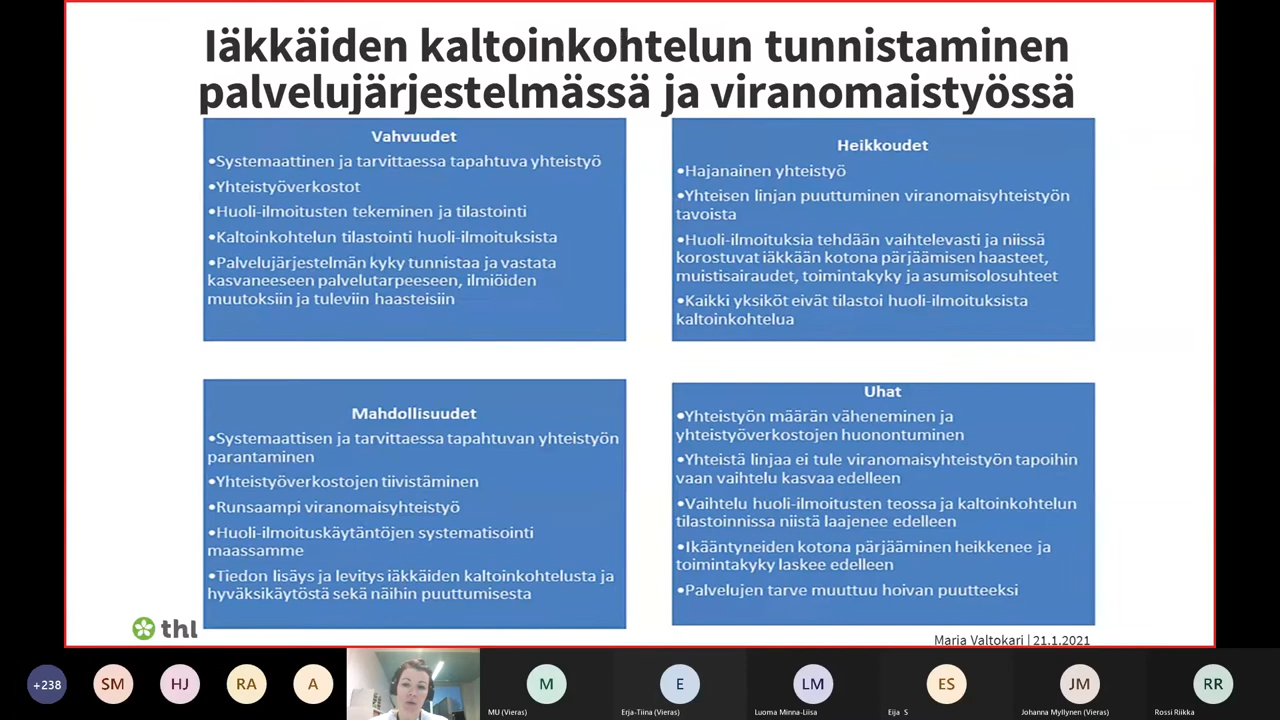 Iäkkäiden kaltoinkohtelun tunnistaminen
palvelujärjestelmässä ja viranomaistyössä
Vahvuudet
•Systemaattinen ja tarvittaessa tapahtuva yhteistyö
•Yhteistyöverkostot
•Huoli-ilmoitusten tekeminen ja tilastointi
•Kaltoinkohtelun tilastointi huoli-ilmoituksista
•Palvelujärjestelmän kyky tunnistaa ja vastata
kasvaneeseen palvelutarpeeseen, ilmiöiden
muutoksiin ja tuleviin haasteisiin
Heikkoudet
•Hajanainen yhteistyö
•Yhteisen linjan puuttuminen viranomaisyhteistyön
tavoista
•Huoli-ilmoituksia tehdään vaihtelevasti ja niissä
korostuvat iäkkään kotona pärjäämisen haasteet,
muistisairaudet, toimintakyky ja asumisolosuhteet
•Kaikki yksiköt eivät tilastoi huoli-ilmoituksista
kaltoinkohtelua
Mahdollisuudet
•Systemaattisen ja tarvittaessa tapahtuvan yhteistyön
parantaminen
•Yhteistyöverkostojen tiivistäminen
•Runsaampi viranomaisyhteistyö
•Huoli-ilmoituskäytäntöjen systematisointi
maassamme
•Tiedon lisäys ja levitys iäkkäiden kaltoinkohtelusta ja
hyväksikäytöstä sekä näihin puuttumisesta
Uhat
•Yhteistyön määrän väheneminen ja
yhteistyöverkostojen huonontuminen
•Yhteistä linjaa ei tule viranomaisyhteistyön tapoihin
vaan vaihtelu kasvaa edelleen
•Vaihtelu huoli-ilmoitusten teossa ja kaltoinkohtelun
tilastoinnissa niistä laajenee edelleen
•Ikääntyneiden kotona pärjääminen heikkenee ja
toimintakyky laskee edelleen
•Palvelujen tarve muuttuu hoivan puutteeksi
thl
Marja Valtokari | 21.1.2021
+238
SM
HJ
RA
A
M
E
LM
ES
JM
RR
MU (Vieras)
Erja-Tiina (Vieras)
Luoma Minna-Liisa
Eija S
Johanna Myllynen (Vieras)
Rossi Riikka